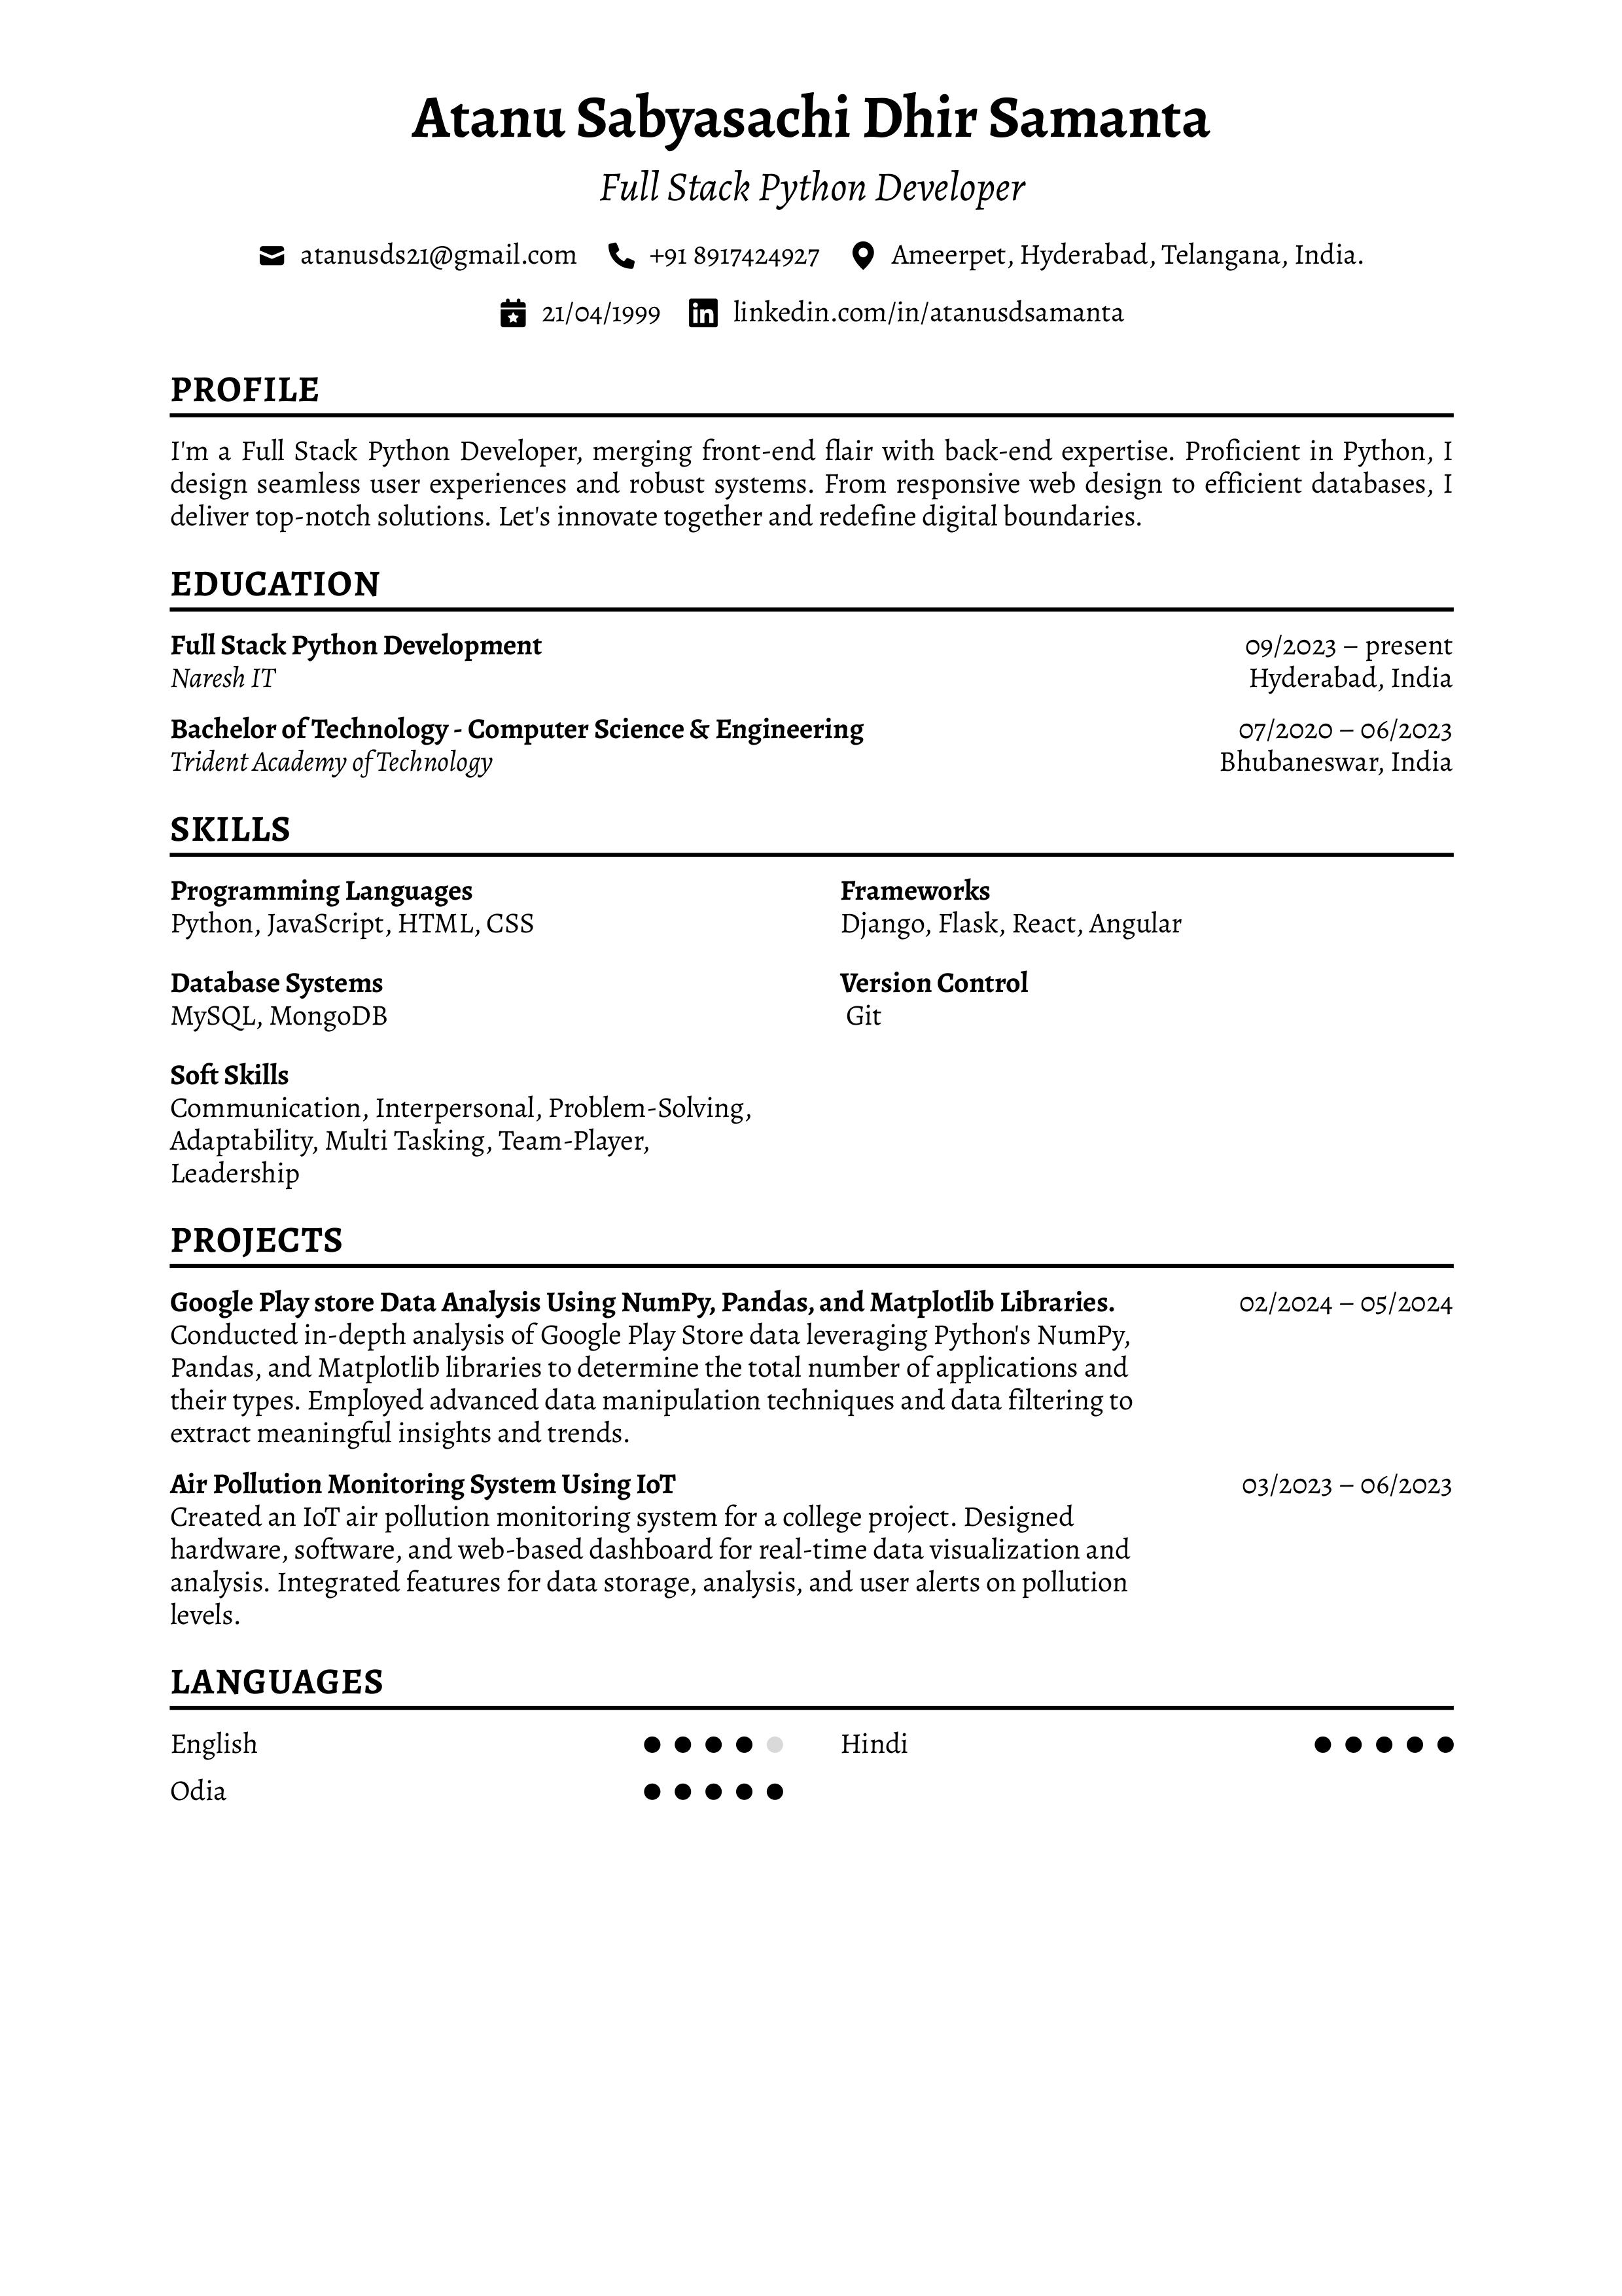 Atanu Sabyasachi Dhir Samanta
Full Stack Python Developer
atanusds21@gmail.com +91 8917424927 Ameerpet, Hyderabad, Telangana, India.
21/04/1999 linkedin.com/in/atanusdsamanta
PROFILE
I'm a Full Stack Python Developer, merging front-end flair with back-end expertise. Proficient in Python, I
design seamless user experiences and robust systems. From responsive web design to efficient databases, I
deliver top-notch solutions. Let's innovate together and redefine digital boundaries.
EDUCATION
Full Stack Python Development 09/2023 – present
Naresh IT Hyderabad, India
Bachelor of Technology - Computer Science & Engineering 07/2020 – 06/2023
Trident Academy of Technology Bhubaneswar, India
SKILLS
Programming Languages Frameworks
Python, JavaScript, HTML, CSS Django, Flask, React, Angular
Database Systems Version Control
MySQL, MongoDB Git
Soft Skills
Communication, Interpersonal, Problem-Solving,
Adaptability, Multi Tasking, Team-Player,
Leadership
PROJECTS
Google Play store Data Analysis Using NumPy, Pandas, and Matplotlib Libraries. 02/2024 – 05/2024
Conducted in-depth analysis of Google Play Store data leveraging Python's NumPy,
Pandas, and Matplotlib libraries to determine the total number of applications and
their types. Employed advanced data manipulation techniques and data filtering to
extract meaningful insights and trends.
Air Pollution Monitoring System Using IoT 03/2023 – 06/2023
Created an IoT air pollution monitoring system for a college project. Designed
hardware, software, and web-based dashboard for real-time data visualization and
analysis. Integrated features for data storage, analysis, and user alerts on pollution
levels.
LANGUAGES
English Hindi
Odia